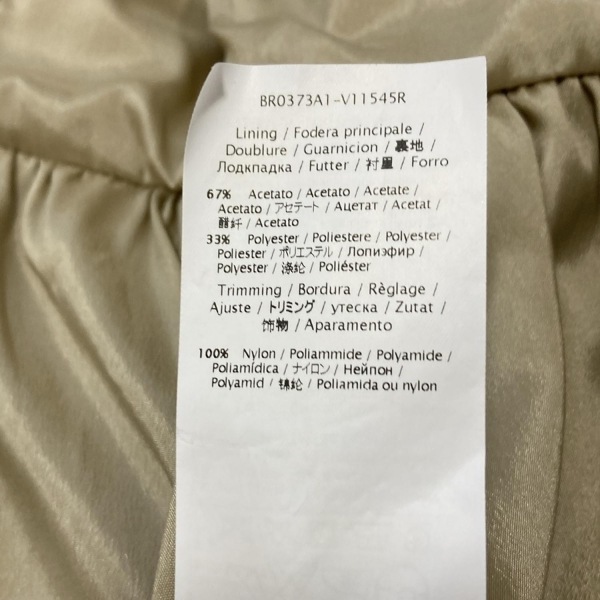 BR0373A1-V11545R
Lining / Fodera principale /
Doublure / Guarnicion / 裏地 /
Лодкладка / Futter / 衬里 / Forro
67% Acetato / Acetato / Acetate /
Acetato / アセテート / Ацетат / Acetat /
醋纤 / Acetato
33% Polyester / Poliestere / Polyester /
Poliester / ポリエステル / Лопиэфир /
Polyester / 涤纶 / Poliéster
Trimming / Bordura / Règlage /
Ajuste / トリミング / утеска / Zutat /
饰物 / Aparamento
100% Nylon / Poliammide / Polyamide /
Poliamídica / ナイロン / Нейпон /
Polyamid / 锦纶 / Poliamida ou nylon